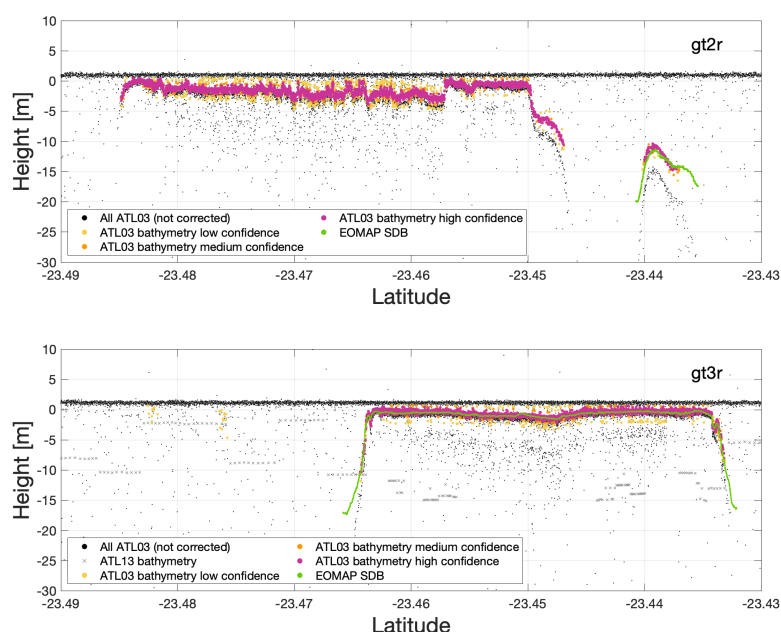 10
gt2r
5
0
-5
-10
-15
-20
-25
-30
Height [m]
All ATL03 (not corrected)
ATL03 bathymetry low confidence
ATL03 bathymetry medium confidence
ATL03 bathymetry high confidence
EOMAP SDB
-23.49 -23.48 -23.47 -23.46 -23.45 -23.44 -23.43
Latitude
10
gt3r
5
0
-5
-10
-15
-20
-25
-30
Height [m]
All ATL03 (not corrected)
ATL13 bathymetry
ATL03 bathymetry low confidence
ATL03 bathymetry medium confidence
ATL03 bathymetry high confidence
EOMAP SDB
-23.49 -23.48 -23.47 -23.46 -23.45 -23.44 -23.43
Latitude